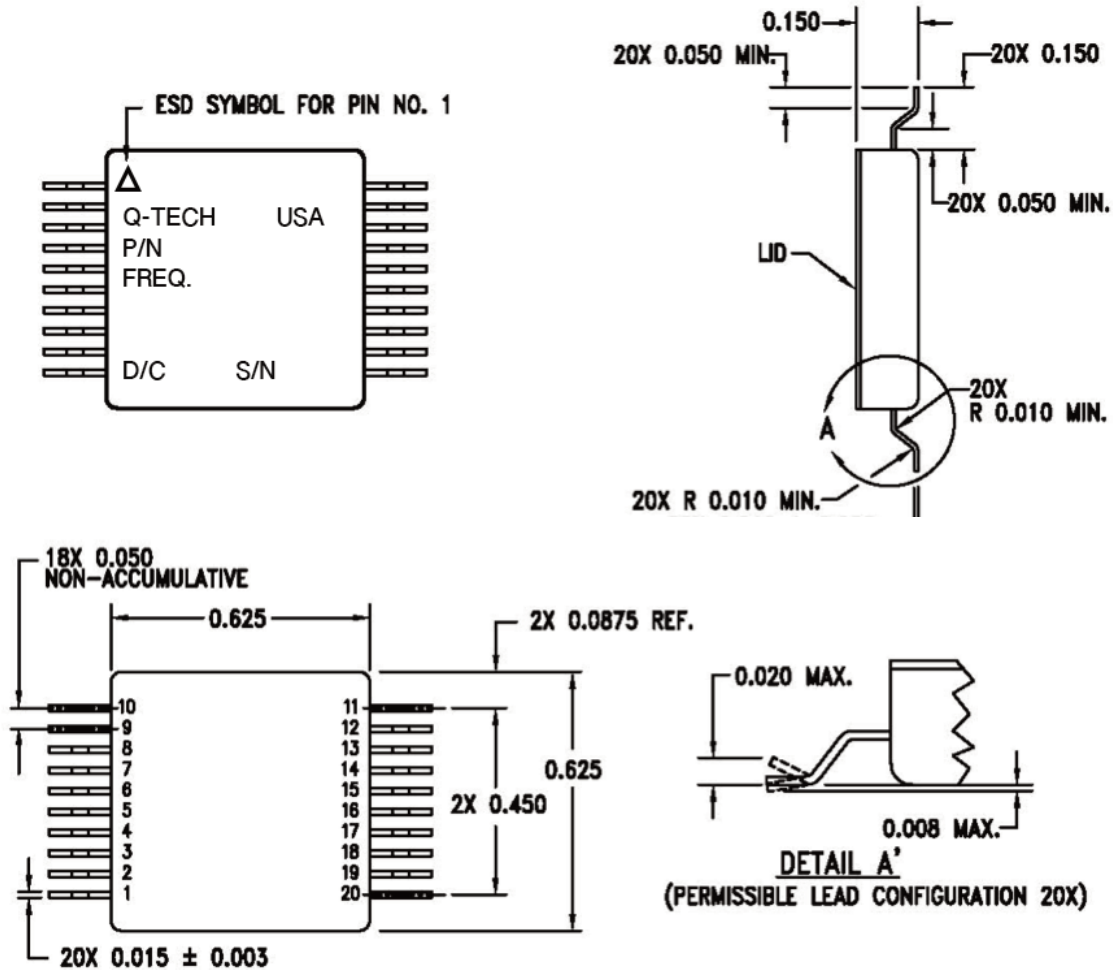 ESD SYMBOL FOR PIN NO. 1
Q-TECH USA
P/N
FREQ.
D/C S/N
0.150
20X 0.050 MIN.
20X 0.150
20X 0.050 MIN.
LID
20X
R 0.010 MIN.
A
20X R 0.010 MIN.
18X 0.050
NON-ACCUMULATIVE
0.625
2X 0.0875 REF.
10 11
9 12
8 13
7 14
6 15
5 16
4 17
3 18
2 19
1 20
0.625
2X 0.450
20X 0.015 ± 0.003
0.020 MAX.
0.008 MAX.
DETAIL A'
(PERMISSIBLE LEAD CONFIGURATION 20X)